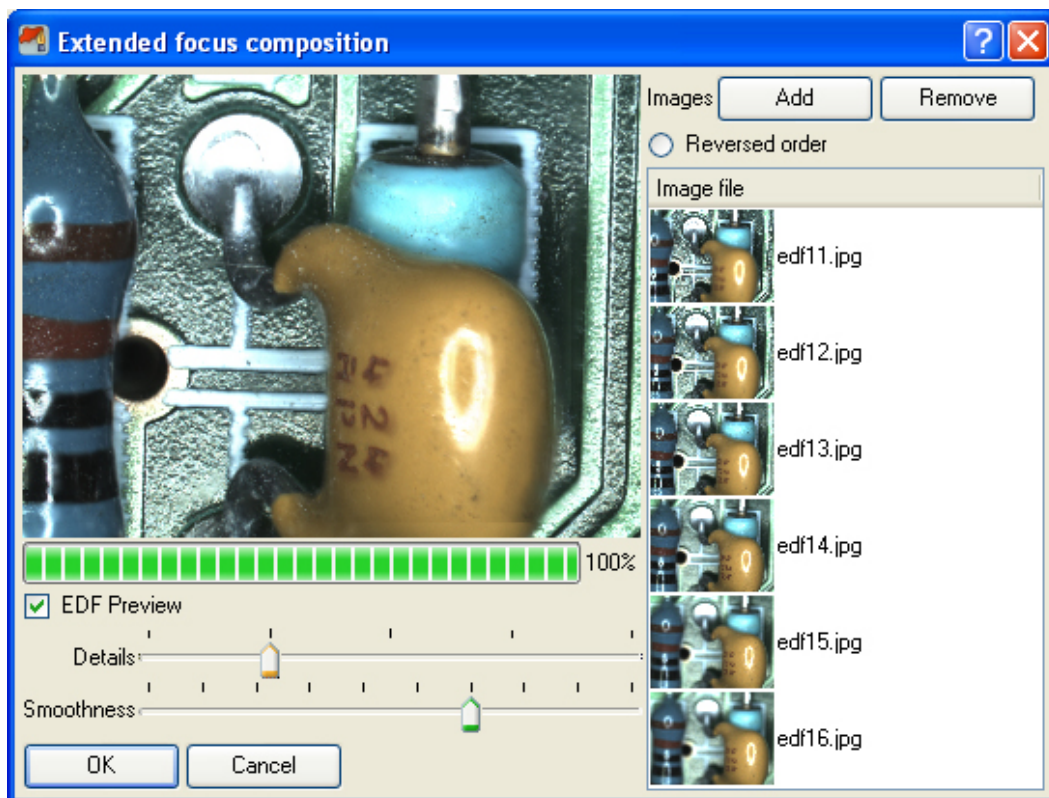 Extended focus composition
Images Add Remove
Reversed order
Image file
edf11.jpg
edf12.jpg
edf13.jpg
edf14.jpg
edf15.jpg
edf16.jpg
100%
EDF Preview
Details
Smoothness
OK Cancel